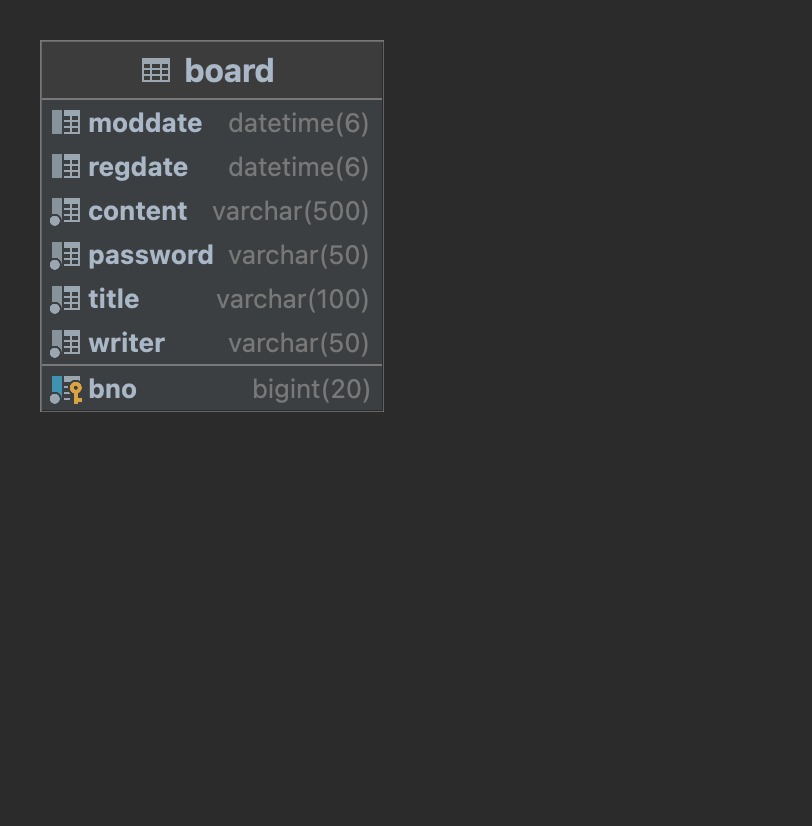 board
moddate datetime(6)
regdate datetime(6)
content varchar(500)
password varchar(50)
title varchar(100)
writer varchar(50)
bno bigint(20)